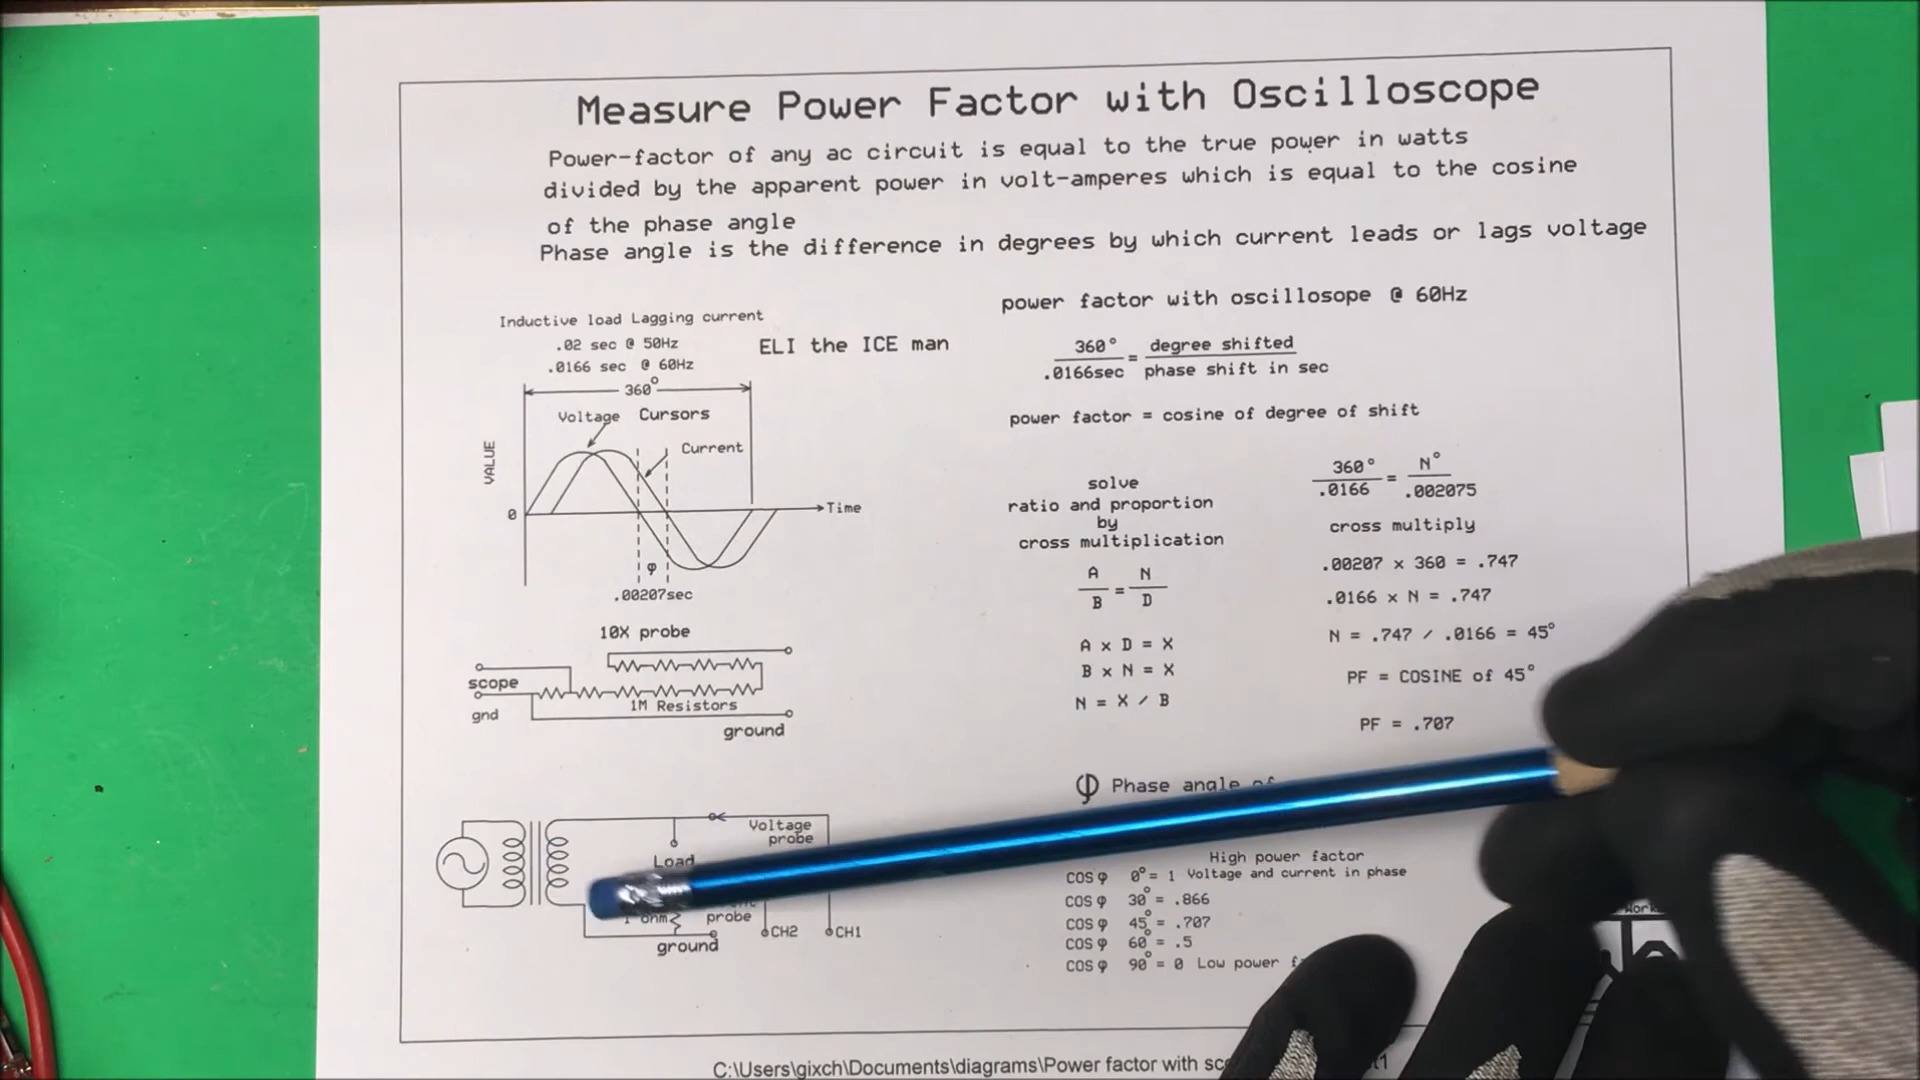 Measure Power Factor with Oscilloscope
Power-factor of any ac circuit is equal to the true power in watts
divided by the apparent power in volt-amperes which is equal to the cosine
of the phase angle
Phase angle is the difference in degrees by which current leads or lags voltage
Inductive load Lagging current
.02 sec @ 50Hz
.0166 sec @ 60Hz
360°
ELI the ICE man
Voltage Cursors
Current
VALUE
0
Time
φ
.00207sec
10X probe
scope
gnd
1M Resistors
ground
Voltage
probe
Load
1 ohm
probe
ground
CH2
CH1
power factor with oscillosope @ 60Hz
360° = degree shifted
.0166sec phase shift in sec
power factor = cosine of degree of shift
solve
ratio and proportion
by
cross multiplication
A = N
B D
A x D = X
B x N = X
N = X / B
360° = N°
.0166 .002075
cross multiply
.00207 x 360 = .747
.0166 x N = .747
N = .747 / .0166 = 45°
PF = COSINE of 45°
PF = .707
φ Phase angle of
High power factor
COS φ 0° = 1 Voltage and current in phase
COS φ 30° = .866
COS φ 45° = .707
COS φ 60° = .5
COS φ 90° = 0 Low power
C:\Users\gixch\Documents\diagrams\Power factor with